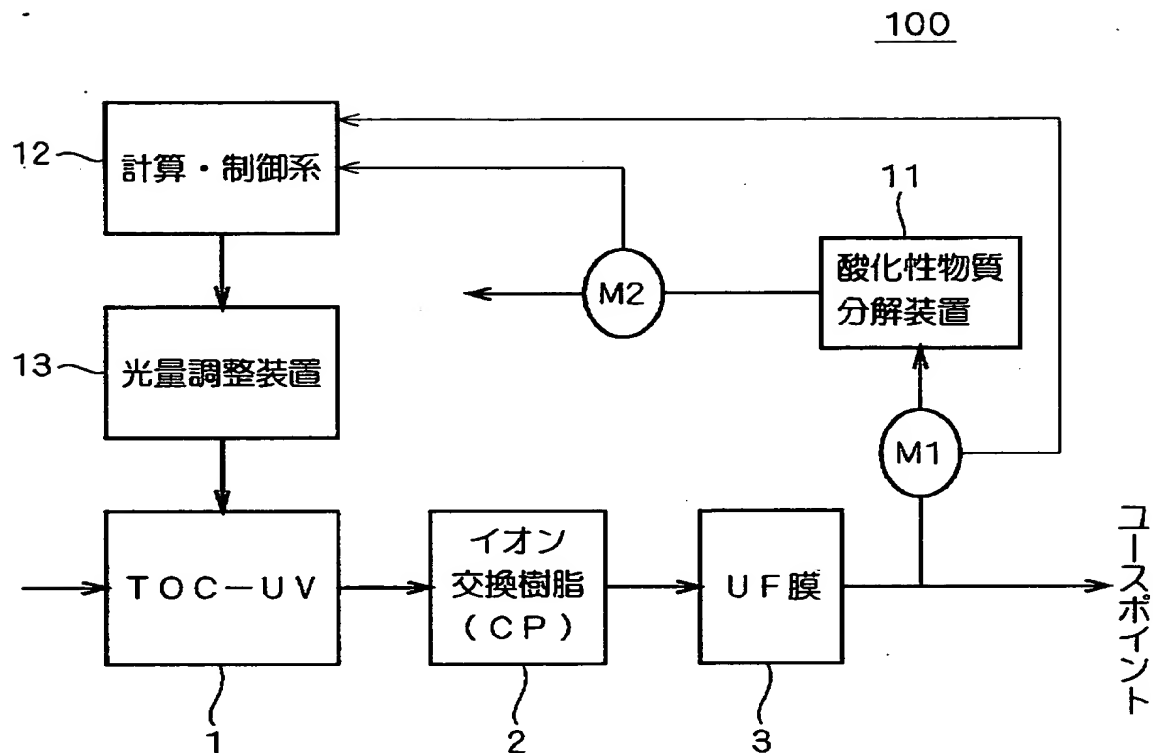 100
12
計算・制御系
11
酸化性物質
分解装置
M2
13
光量調整装置
M1
TOC-UV
イオン
交換樹脂
(CP)
UF膜
ユースポイント
1
2
3